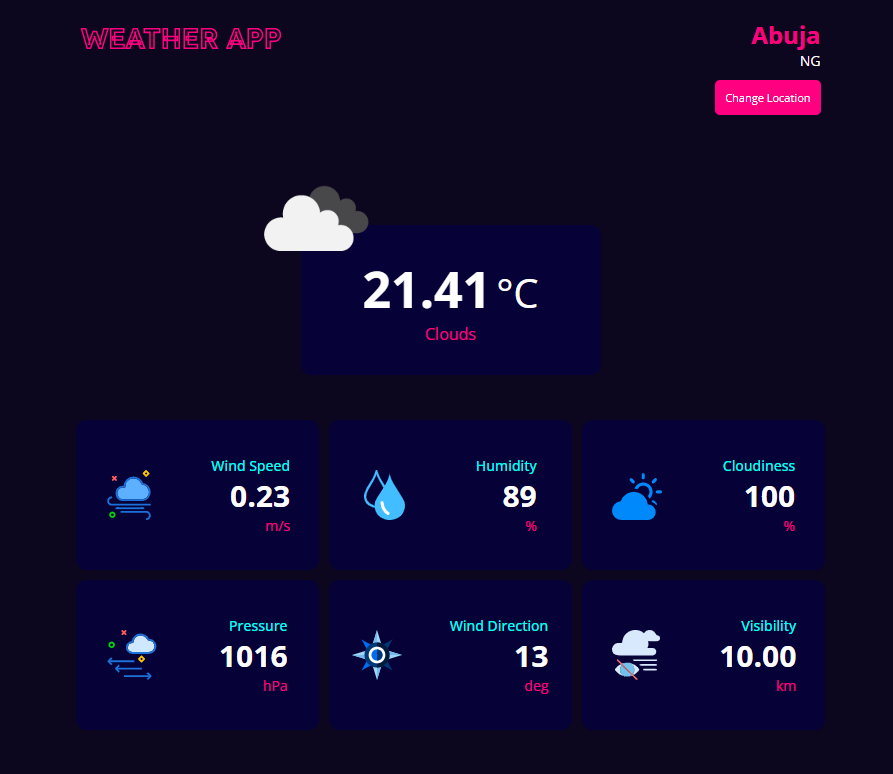 WEATHER APP
Abuja
NG
Change Location
21.41 °C
Clouds
Wind Speed
0.23
m/s
Humidity
89
%
Cloudiness
100
%
Pressure
1016
hPa
Wind Direction
13
deg
Visibility
10.00
km